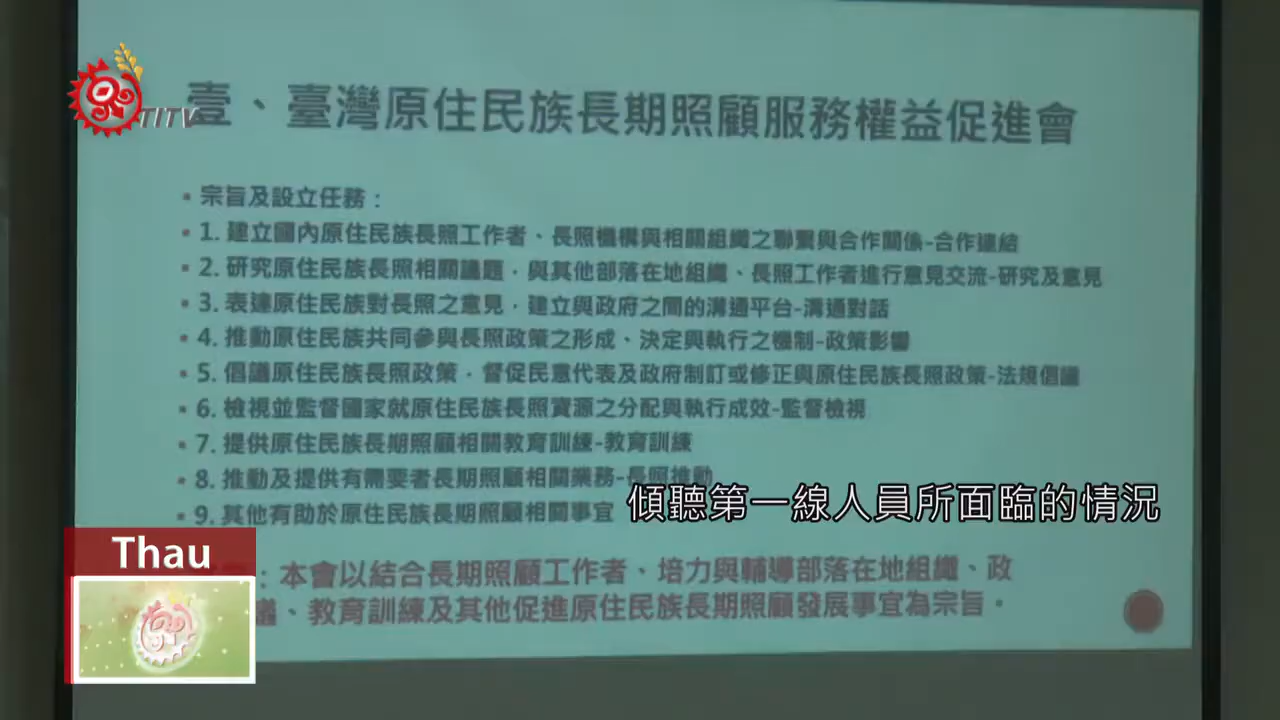 TITV
壹、臺灣原住民族長期照顧服務權益促進會
▪ 宗旨及設立任務：
▪ 1. 建立國內原住民族長照工作者、長照機構與相關組織之聯繫與合作關係-合作連結
▪ 2. 研究原住民族長照相關議題，與其他部落在地組織、長照工作者進行意見交流-研究及意見
▪ 3. 表達原住民族對長照之意見，建立與政府之間的溝通平台-溝通對話
▪ 4. 推動原住民族共同參與長照政策之形成、決定與執行之機制-政策影響
▪ 5. 倡議原住民族長照政策，督促民意代表及政府制訂或修正與原住民族長照政策-法規倡議
▪ 6. 檢視並監督國家就原住民族長照資源之分配與執行成效-監督檢視
▪ 7. 提供原住民族長期照顧相關教育訓練-教育訓練
▪ 8. 推動及提供有需要者長期照顧相關業務-長照推動
▪ 9. 其他有助於原住民族長期照顧相關事宜
傾聽第一線人員所面臨的情況
Thau
：本會以結合長期照顧工作者、培力與輔導部落在地組織、政
議、教育訓練及其他促進原住民族長期照顧發展事宜為宗旨。